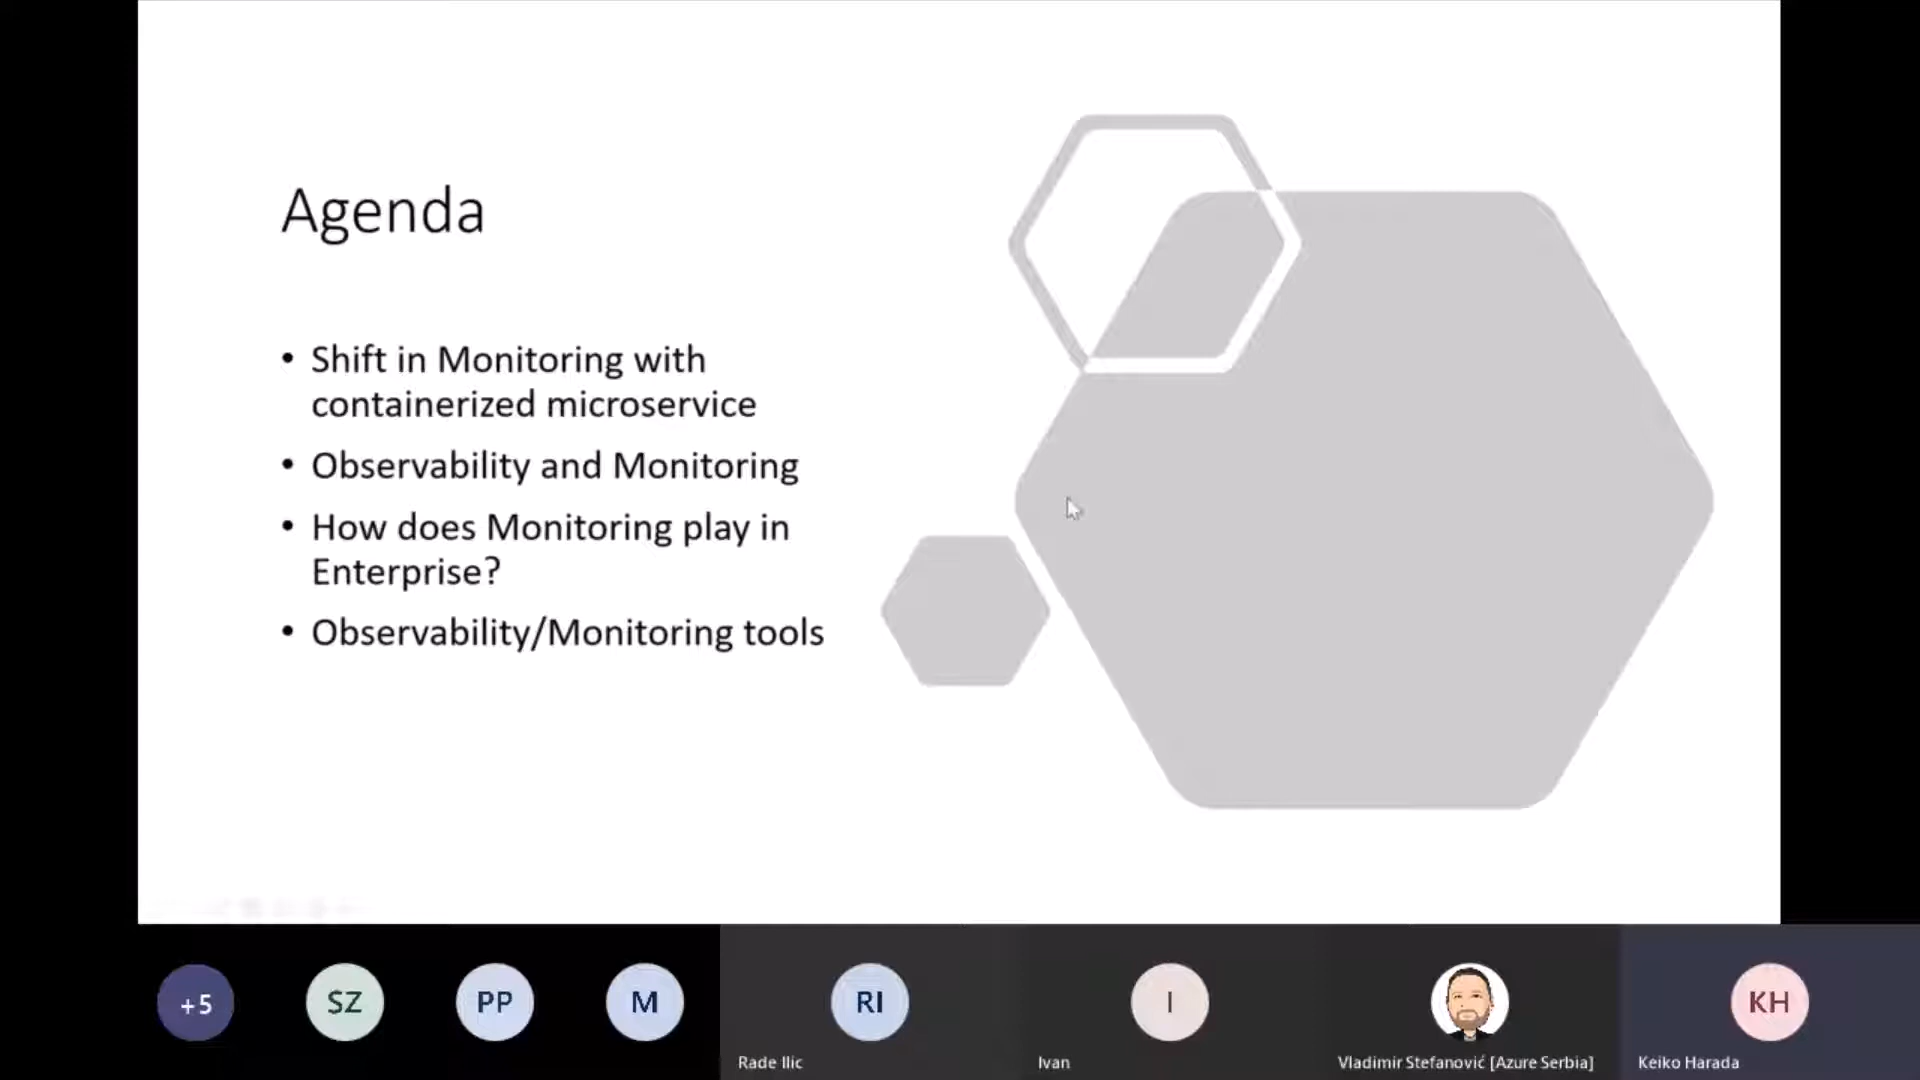 Agenda
• Shift in Monitoring with
containerized microservice
• Observability and Monitoring
• How does Monitoring play in
Enterprise?
• Observability/Monitoring tools
+5
SZ
PP
M
RI
I
KH
Rade Ilic
Ivan
Vladimir Stefanović [Azure Serbia]
Keiko Harada